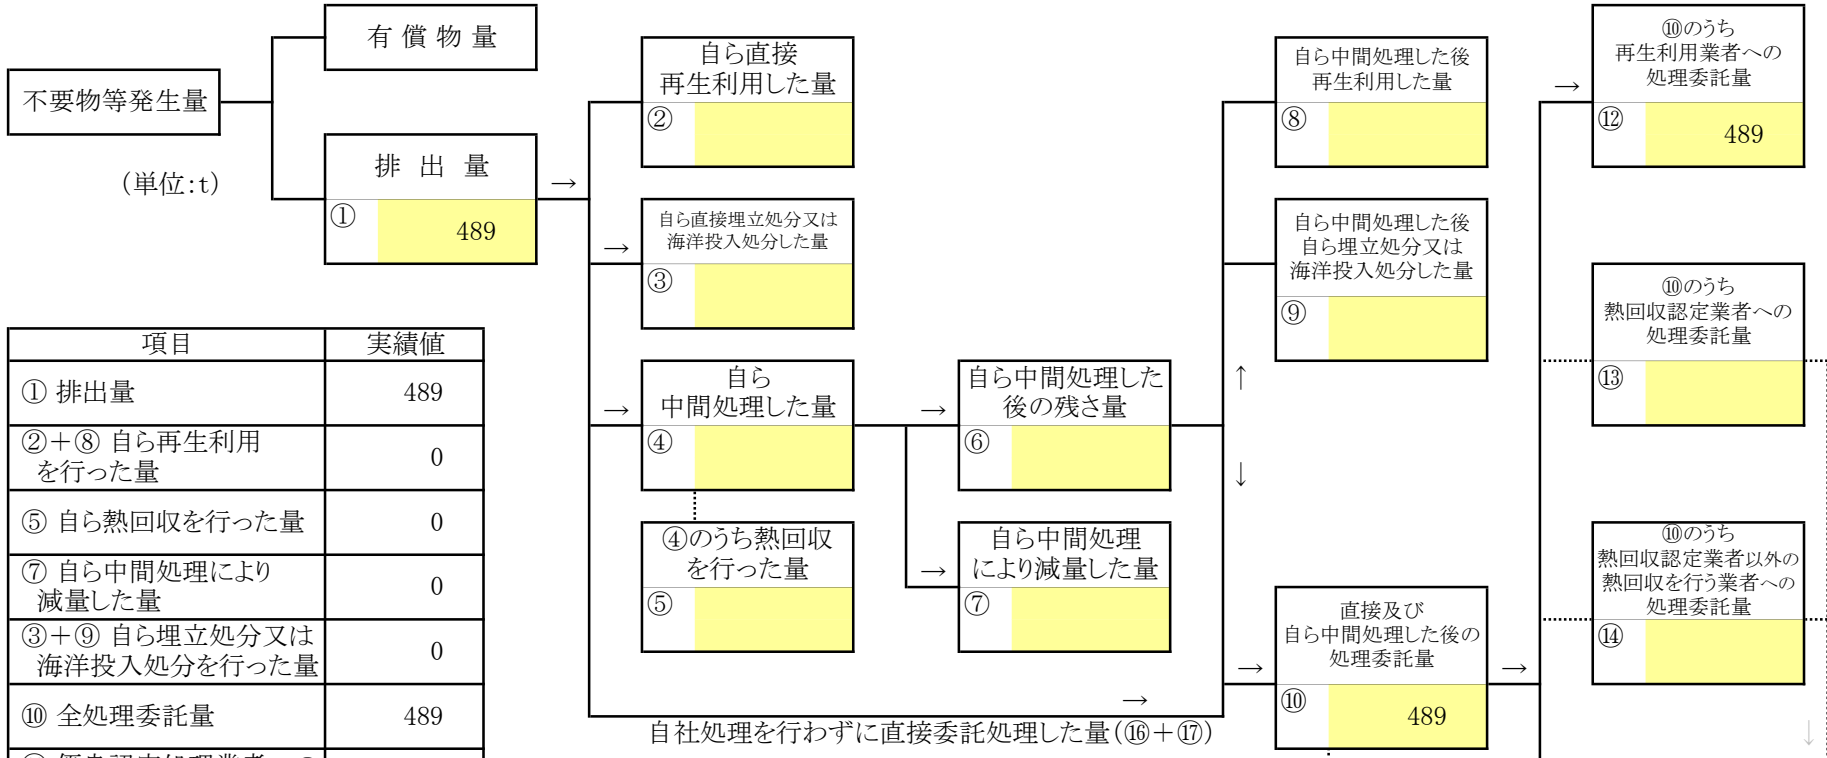 不要物等発生量
(単位:t)
有 償 物 量
排 出 量
→
① 489
自ら直接
再生利用した量
②
→
自ら直接埋立処分又は
海洋投入処分した量
③
→
自ら
中間処理した量
④
④のうち熱回収
を行った量
⑤
→
自ら中間処理した
後の残さ量
⑥
→
自ら中間処理
により減量した量
⑦
自ら中間処理した後
再生利用した量
⑧
自ら中間処理した後
自ら埋立処分又は
海洋投入処分した量
⑨
↑
↓
→
自社処理を行わずに直接委託処理した量(⑯+⑰)
→
直接及び
自ら中間処理した後の
処理委託量
⑩ 489
→
→
⑩のうち
再生利用業者への
処理委託量
⑫ 489
⑩のうち
熱回収認定業者への
処理委託量
⑬
⑩のうち
熱回収認定業者以外の
熱回収を行う業者への
処理委託量
⑭
↓
項目 実績値
① 排出量 489
②+⑧ 自ら再生利用
を行った量 0
⑤ 自ら熱回収を行った量 0
⑦ 自ら中間処理により
減量した量 0
③+⑨ 自ら埋立処分又は
海洋投入処分を行った量 0
⑩ 全処理委託量 489